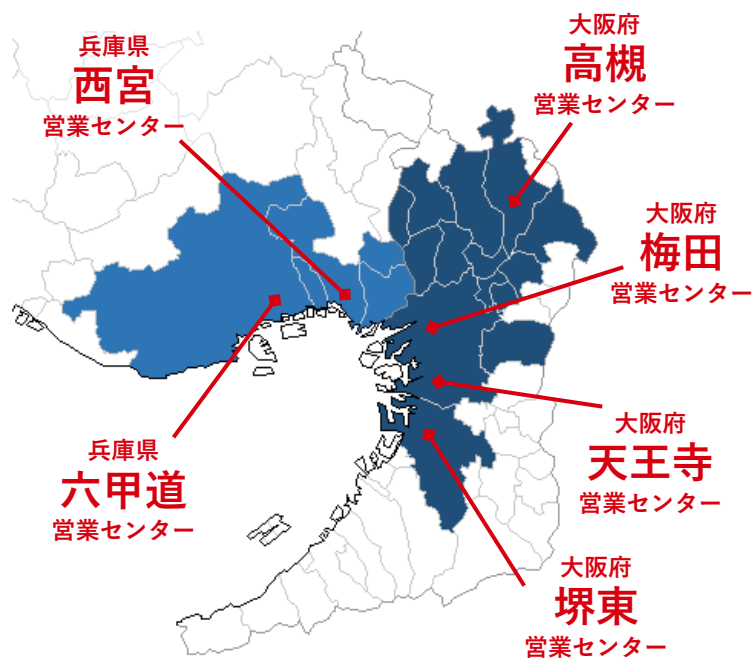 兵庫県
西宮
営業センター
大阪府
高槻
営業センター
大阪府
梅田
営業センター
大阪府
天王寺
営業センター
兵庫県
六甲道
営業センター
大阪府
堺東
営業センター